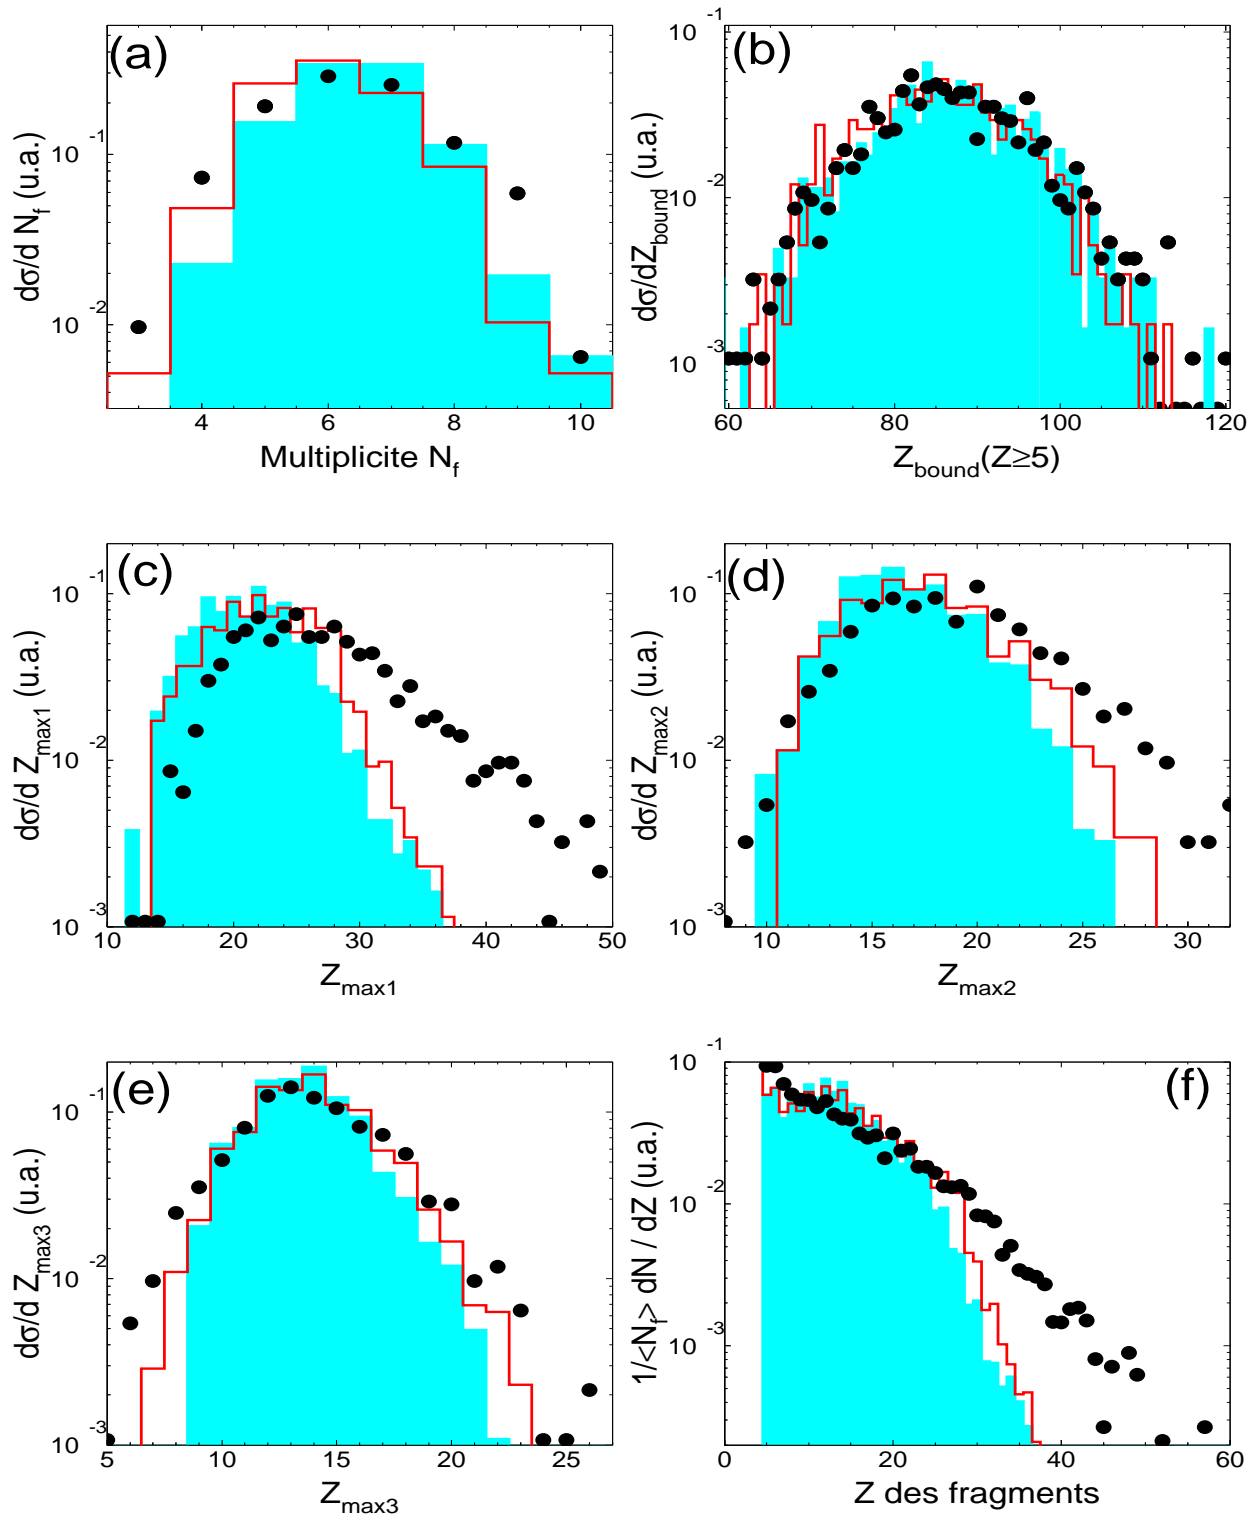 (a)
dσ/d N_f (u.a.)
10^-1
10^-2
4 6 8 10
Multiplicite N_f
(b)
dσ/dZ_bound (u.a.)
10^-1
10^-2
10^-3
60 80 100 120
Z_bound(Z≥5)
(c)
dσ/d Z_max1 (u.a.)
10^-1
10^-2
10^-3
10 20 30 40 50
Z_max1
(d)
dσ/d Z_max2 (u.a.)
10^-1
10^-2
10^-3
10 15 20 25 30
Z_max2
(e)
dσ/d Z_max3 (u.a.)
10^-1
10^-2
10^-3
5 10 15 20 25
Z_max3
(f)
1/<N_f> dN / dZ (u.a.)
10^-1
10^-2
10^-3
0 20 40 60
Z des fragments